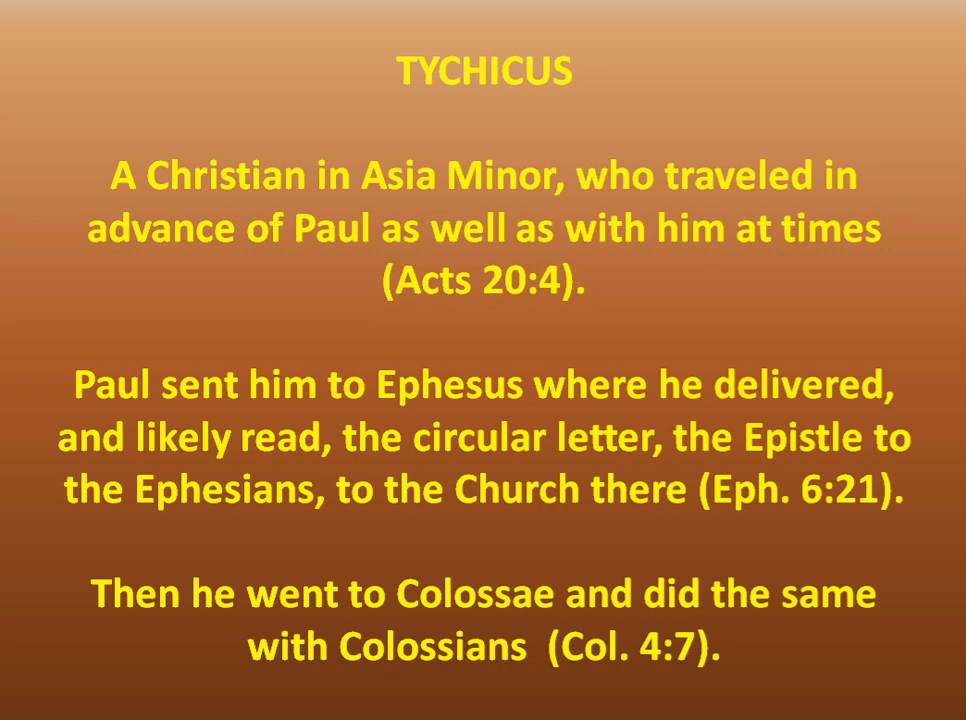 TYCHICUS
A Christian in Asia Minor, who traveled in
advance of Paul as well as with him at times
(Acts 20:4).
Paul sent him to Ephesus where he delivered,
and likely read, the circular letter, the Epistle to
the Ephesians, to the Church there (Eph. 6:21).
Then he went to Colossae and did the same
with Colossians  (Col. 4:7).